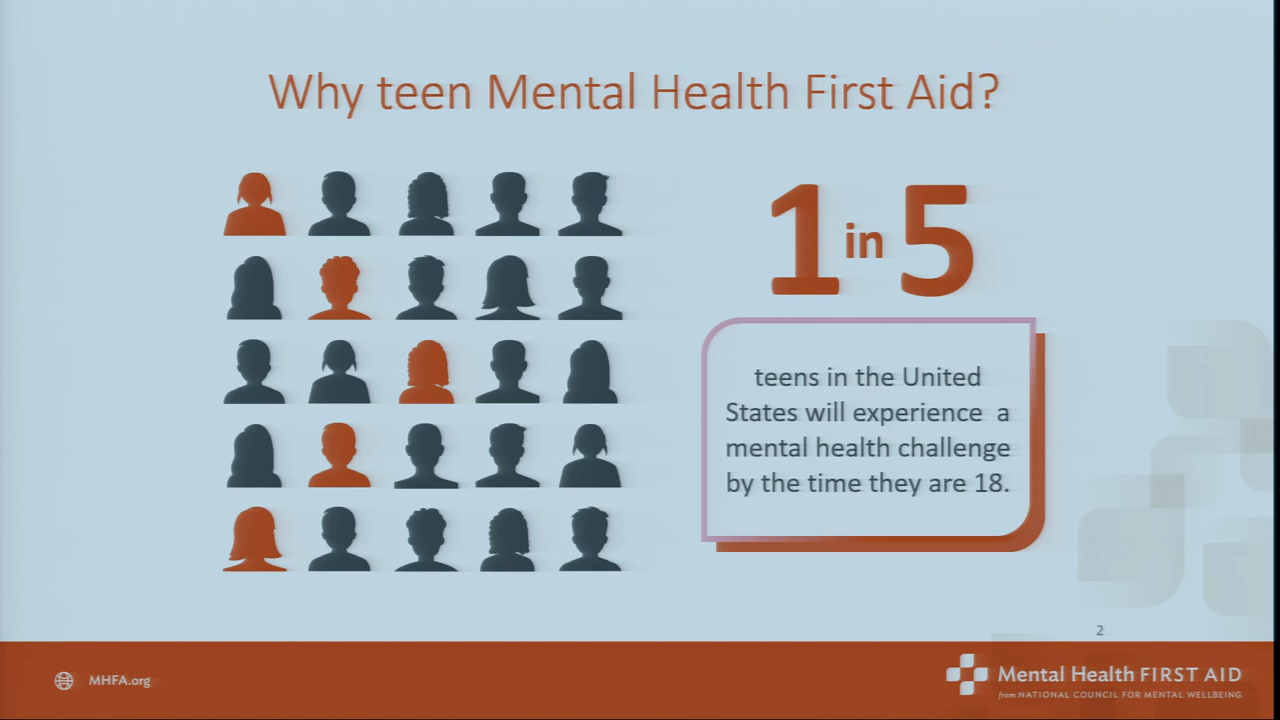 Why teen Mental Health First Aid?
1 in 5
teens in the United
States will experience a
mental health challenge
by the time they are 18.
2
MHFA.org
Mental Health FIRST AID
from NATIONAL COUNCIL FOR MENTAL WELLBEING